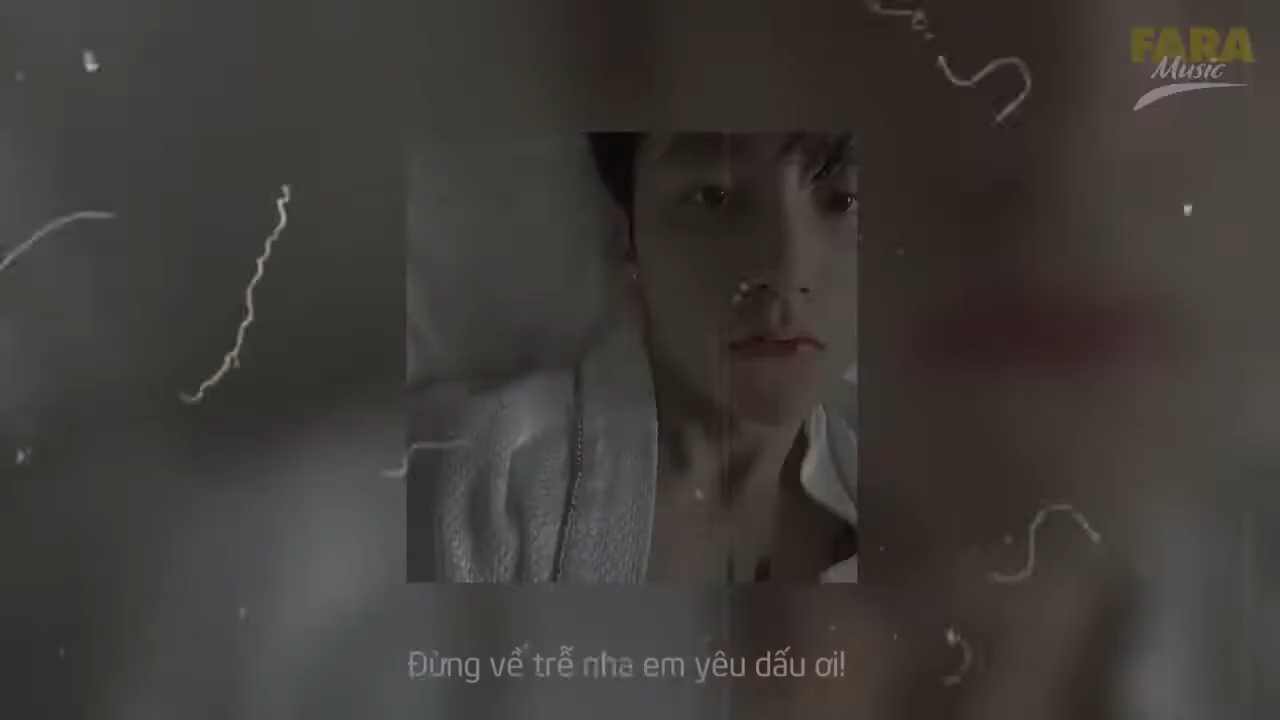 FARA
Music
Đừng về trễ nha em yêu dấu ơi!